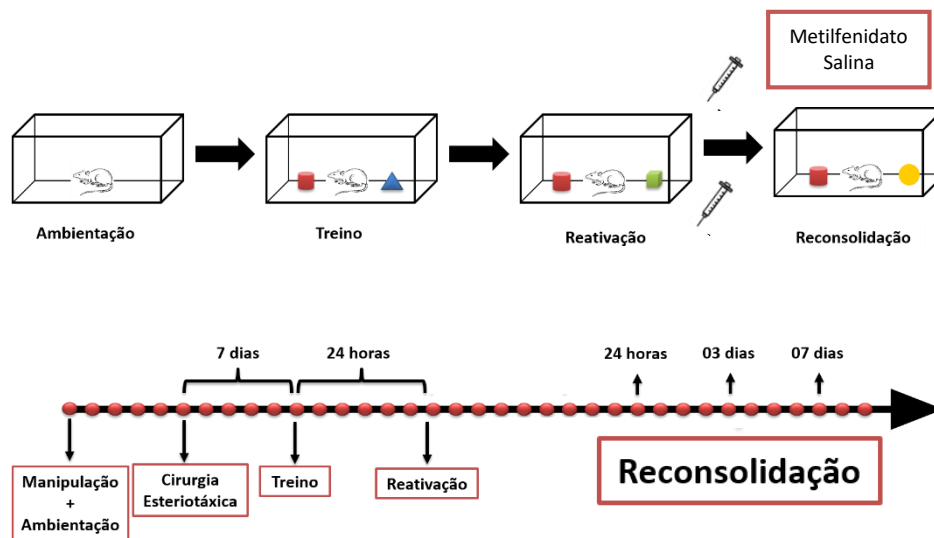 Metilfenidato
Salina
Ambientação
Treino
Reativação
Reconsolidação
7 dias
24 horas
24 horas
03 dias
07 dias
Manipulação
+
Ambientação
Cirurgia
Esteriotáxica
Treino
Reativação
Reconsolidação